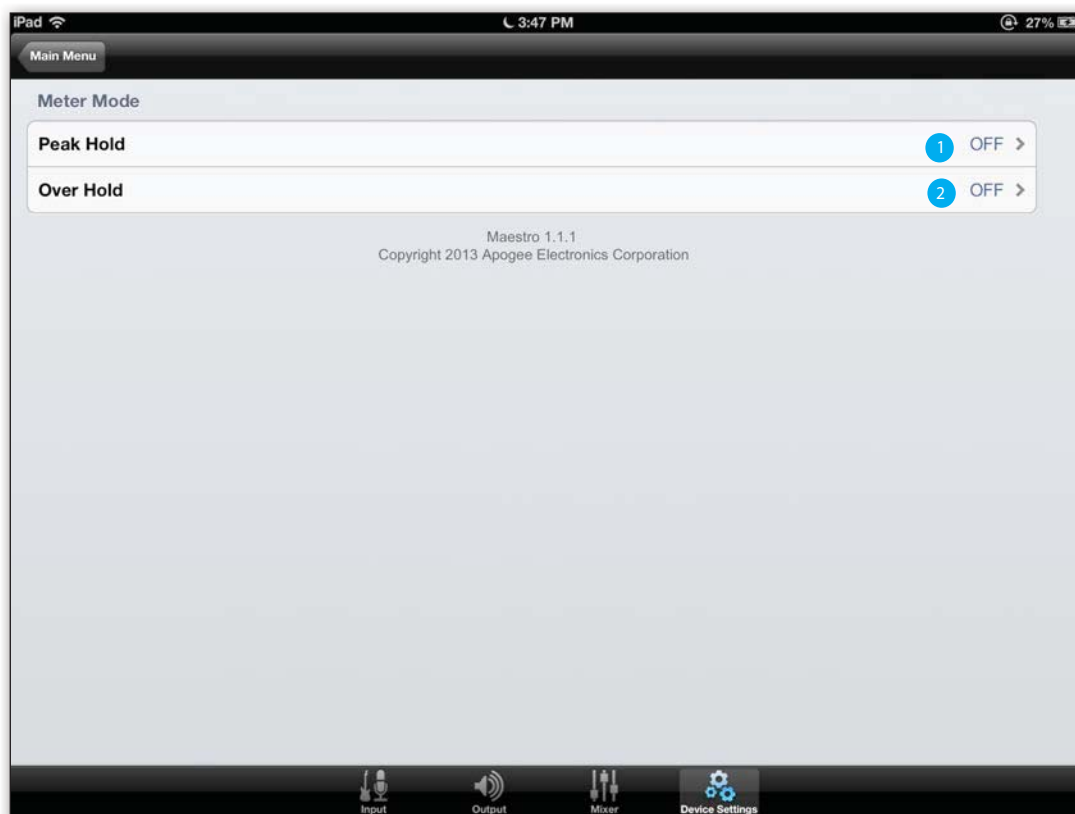 iPad 3:47 PM 27%
Main Menu
Meter Mode
Peak Hold 1 OFF
Over Hold 2 OFF
Maestro 1.1.1
Copyright 2013 Apogee Electronics Corporation
Input Output Mixer Device Settings